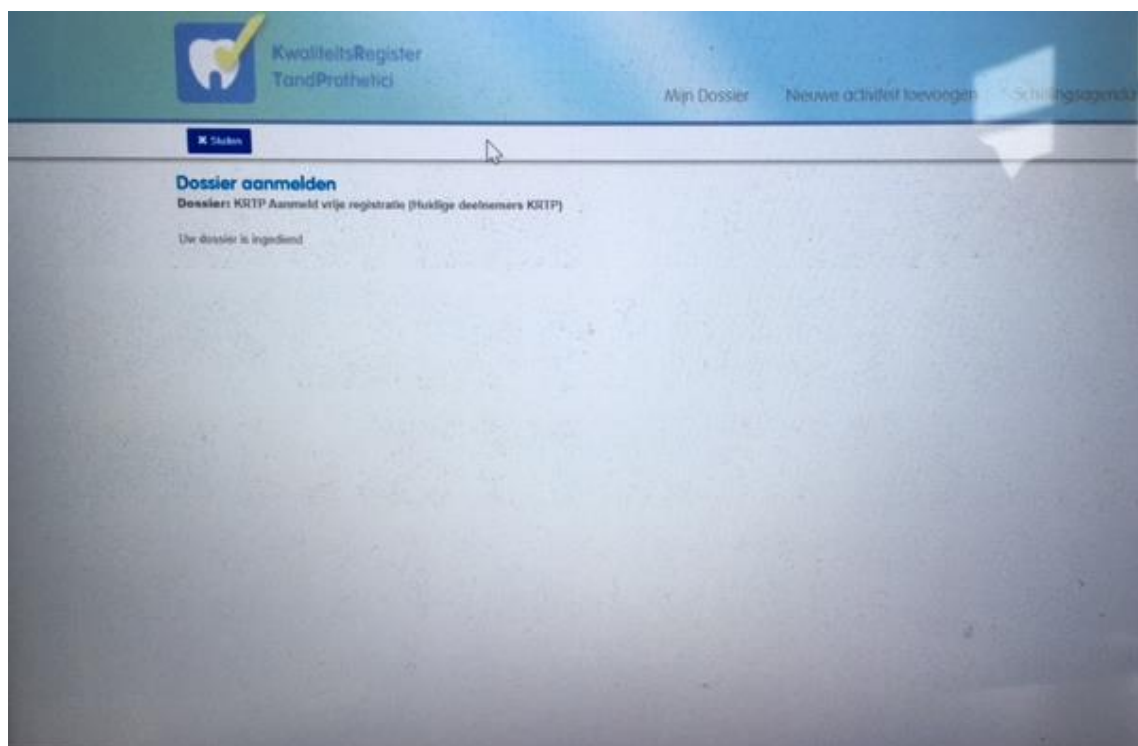 KwaliteitsRegister
TandProthetici
Mijn Dossier Nieuwe activiteit toevoegen Scholingsagenda
Sluiten
Dossier aanmelden
Dossier: KRTP Aanmeld vrije registratie (Huidige deelnemers KRTP)
Uw dossier is ingediend